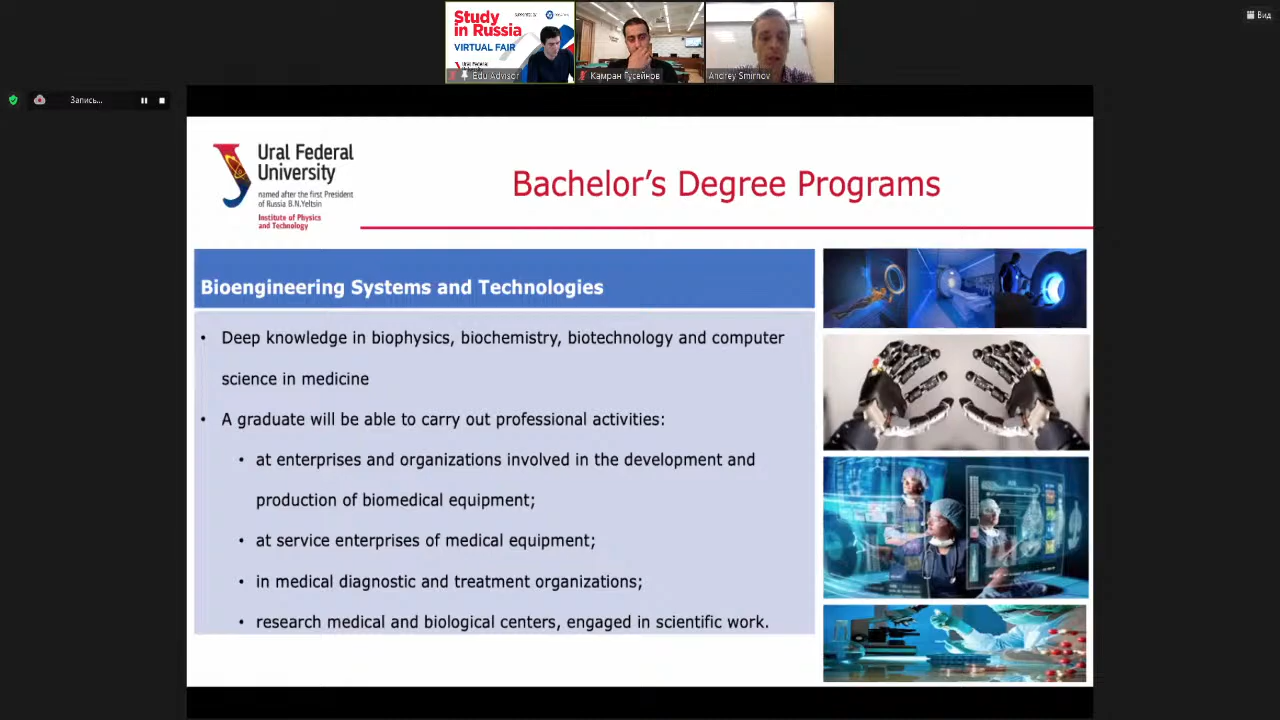 Study
in Russia
VIRTUAL FAIR
Edu Advisor
Камран Гусейнов
Andrey Smirnov
Вид
Запись...
Ural Federal
University
named after the first President
of Russia B.N.Yeltsin
Institute of Physics
and Technology
Bachelor's Degree Programs
Bioengineering Systems and Technologies
• Deep knowledge in biophysics, biochemistry, biotechnology and computer
science in medicine
• A graduate will be able to carry out professional activities:
• at enterprises and organizations involved in the development and
production of biomedical equipment;
• at service enterprises of medical equipment;
• in medical diagnostic and treatment organizations;
• research medical and biological centers, engaged in scientific work.